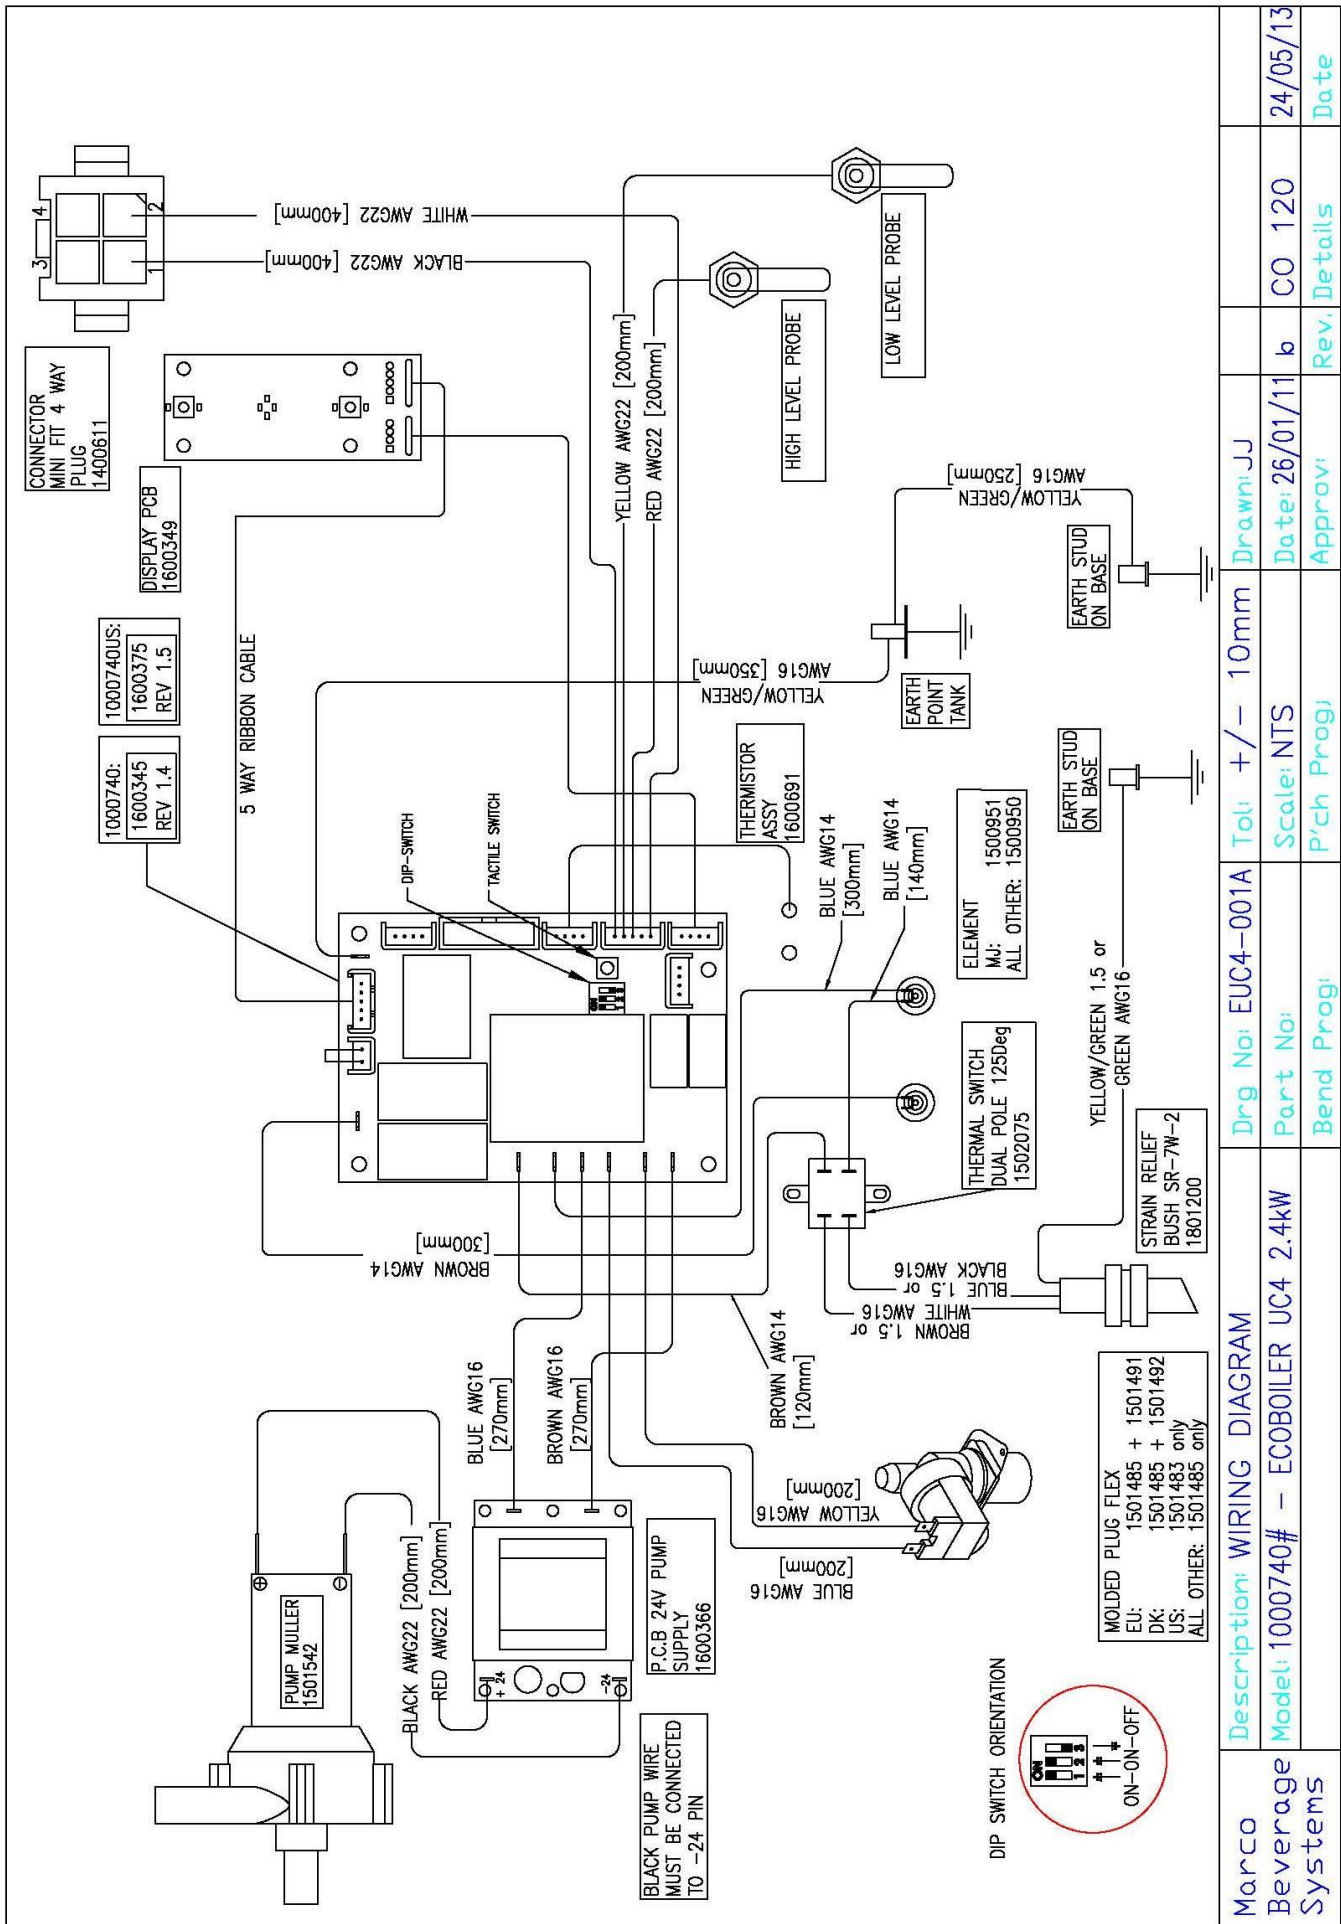 PUMP MULLER
1501542
+
-
BLACK AWG22 [200mm]
RED AWG22 [200mm]
+ 24
-24
P.C.B 24V PUMP
SUPPLY
1600366
BLACK PUMP WIRE
MUST BE CONNECTED
TO -24 PIN
BLUE AWG16
[270mm]
BROWN AWG16
[270mm]
BROWN AWG14
[300mm]
BROWN AWG14
[120mm]
YELLOW AWG16
[200mm]
BLUE AWG16
[200mm]
DIP SWITCH ORIENTATION
ON
1 2 3
ON-ON-OFF
MOLDED PLUG FLEX
EU: 1501485 + 1501491
DK: 1501485 + 1501492
US: 1501483 only
ALL OTHER: 1501485 only
BROWN 1.5 or
WHITE AWG16
BLUE 1.5 or
BLACK AWG16
STRAIN RELIEF
BUSH SR-7W-2
1801200
THERMAL SWITCH
DUAL POLE 125Deg
1502075
YELLOW/GREEN 1.5 or
GREEN AWG16
1000740:
1600345
REV 1.4
1000740US:
1600375
REV 1.5
5 WAY RIBBON CABLE
DIP-SWITCH
TACTILE SWITCH
ON
1 2 3
THERMISTOR
ASSY
1600691
BLUE AWG14
[300mm]
BLUE AWG14
[140mm]
ELEMENT
MJ: 1500951
ALL OTHER: 1500950
EARTH STUD
ON BASE
YELLOW/GREEN
AWG16 [350mm]
EARTH
POINT
TANK
YELLOW/GREEN
AWG16 [250mm]
EARTH STUD
ON BASE
CONNECTOR
MINI FIT 4 WAY
PLUG
1400611
3 4
1 2
DISPLAY PCB
1600349
BLACK AWG22 [400mm]
WHITE AWG22 [400mm]
YELLOW AWG22 [200mm]
RED AWG22 [200mm]
HIGH LEVEL PROBE
LOW LEVEL PROBE
Marco
Beverage
Systems
Description: WIRING DIAGRAM
Model: 1000740# - ECOBOILER UC4 2.4kW
Drg No: EUC4-001A
Part No:
Bend Prog:
Tol: +/- 10mm
Scale: NTS
P'ch Prog:
Drawn: JJ
Date: 26/01/11
Approv:
b CO 120 24/05/13
Rev. Details Date